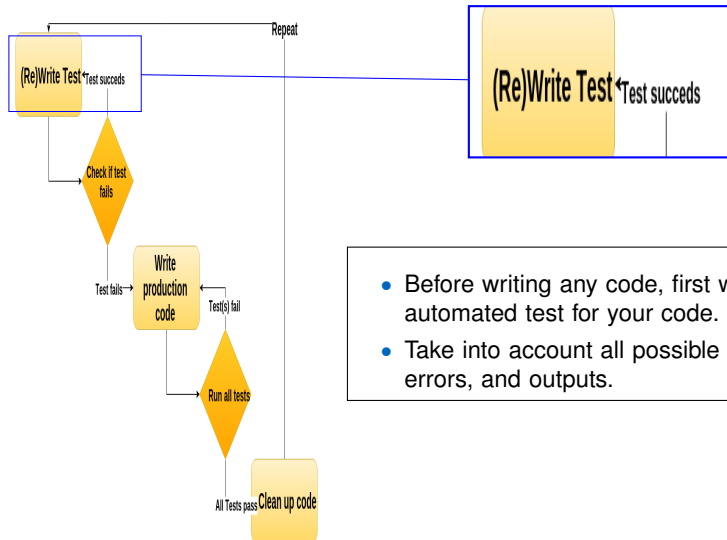 Repeat
(Re)Write Test
Test succeds
Check if test
fails
Test fails
Write
production
code
Test(s) fail
Run all tests
All Tests pass
Clean up code
(Re)Write Test
Test succeds
• Before writing any code, first w
automated test for your code.
• Take into account all possible
errors, and outputs.